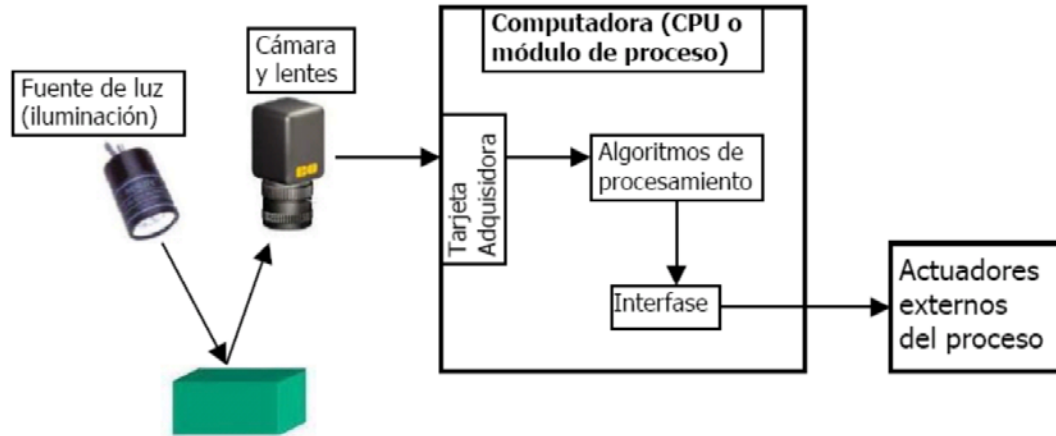 Fuente de luz
(iluminación)
Cámara
y lentes
Computadora (CPU o
módulo de proceso)
Tarjeta
Adquisidora
Algoritmos de
procesamiento
Interfase
Actuadores
externos
del proceso